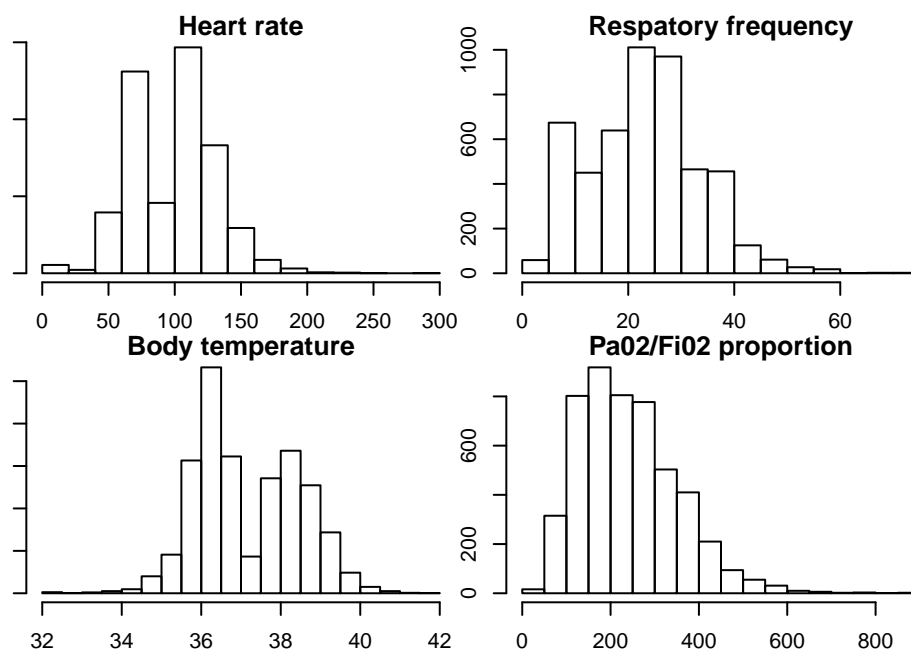 Heart rate
0 50 100 150 200 250 300
Respatory frequency
1000
600
200
0
0 20 40 60
Body temperature
32 34 36 38 40 42
Pa02/Fi02 proportion
600
200
0
0 200 400 600 800